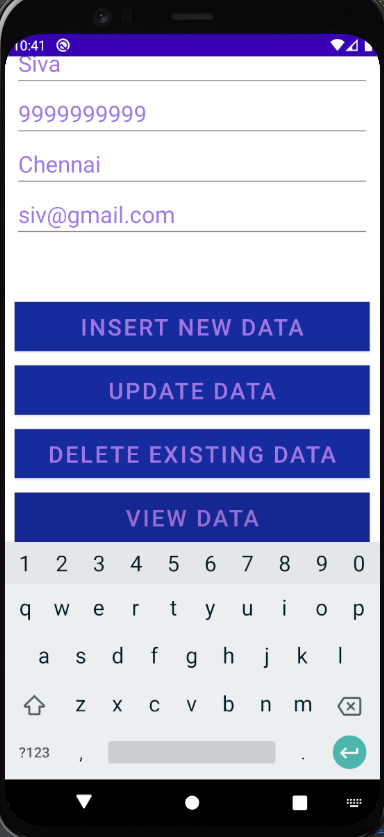 10:41
Siva
9999999999
Chennai
siv@gmail.com
INSERT NEW DATA
UPDATE DATA
DELETE EXISTING DATA
VIEW DATA
1 2 3 4 5 6 7 8 9 0
q w e r t y u i o p
a s d f g h j k l
z x c v b n m
?123 , .